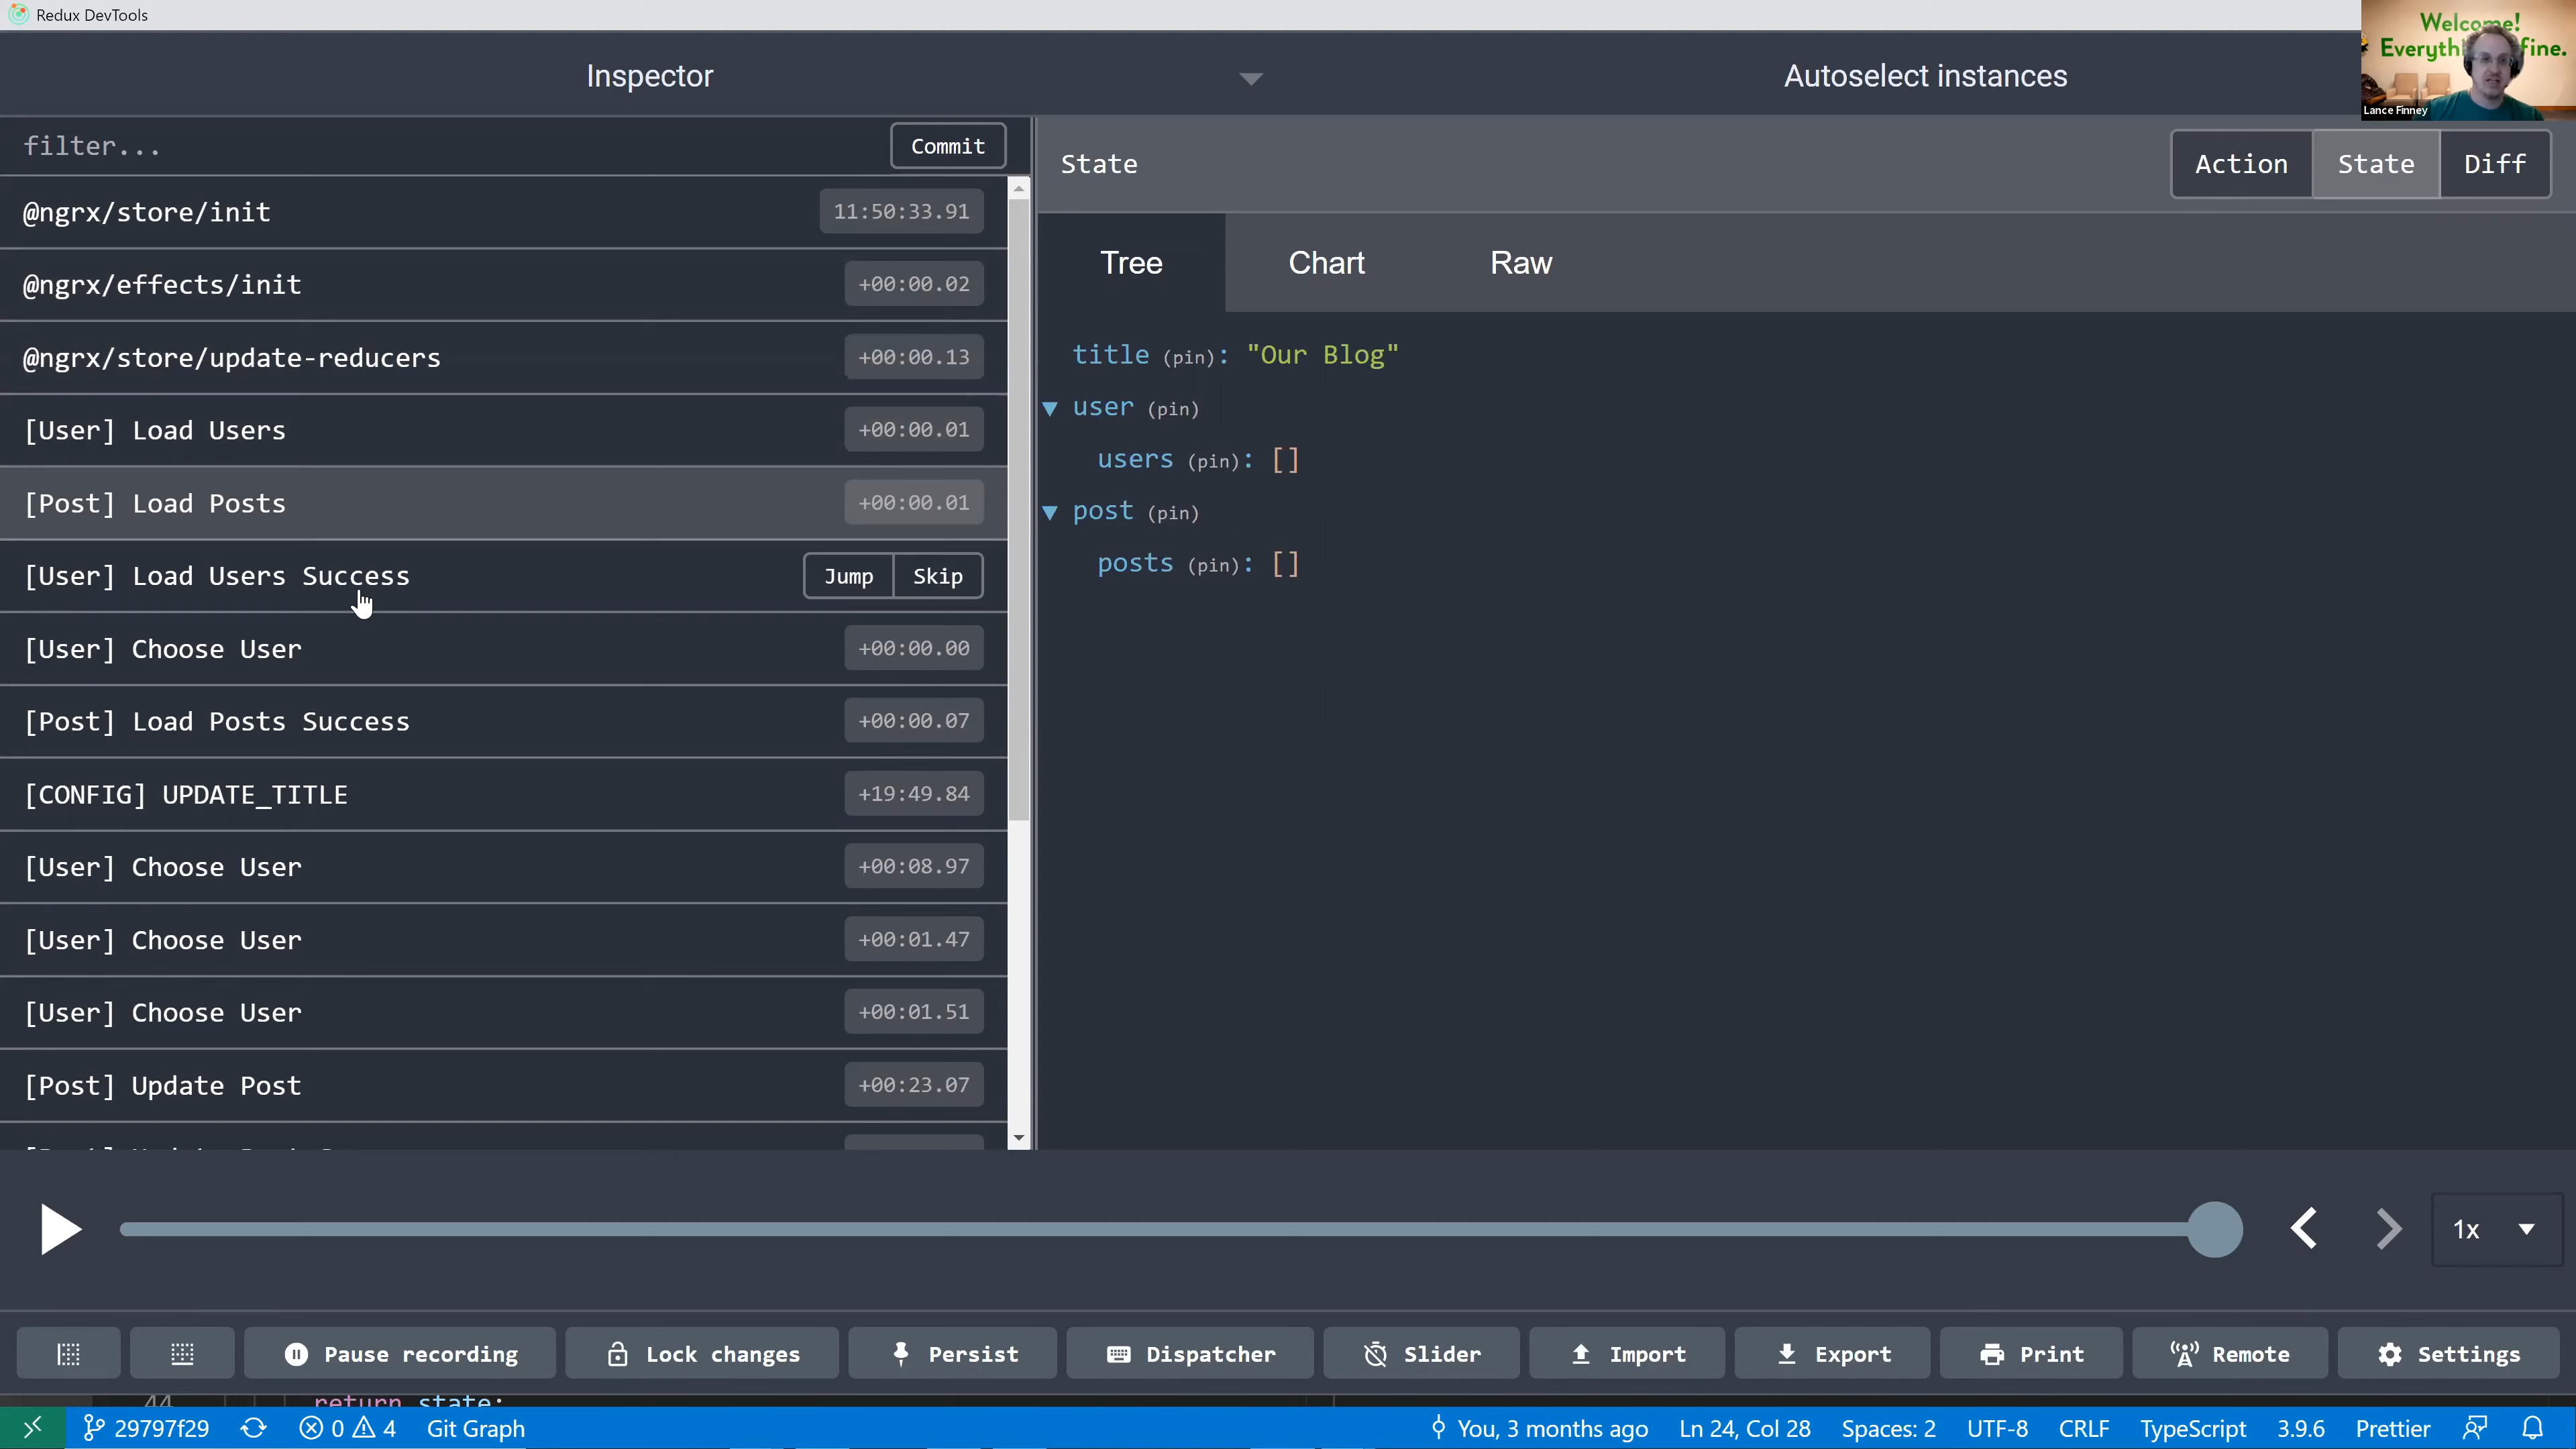 Redux DevTools
Welcome!
fine.
Lance Finney
Inspector
Autoselect instances
filter...
Commit
State
Action
State
Diff
@ngrx/store/init
11:50:33.91
Tree
Chart
Raw
@ngrx/effects/init
+00:00.02
@ngrx/store/update-reducers
+00:00.13
title (pin): "Our Blog"
user (pin)
users (pin): []
post (pin)
posts (pin): []
[User] Load Users
+00:00.01
[Post] Load Posts
+00:00.01
[User] Load Users Success
Jump
Skip
[User] Choose User
+00:00.00
[Post] Load Posts Success
+00:00.07
[CONFIG] UPDATE_TITLE
+19:49.84
[User] Choose User
+00:08.97
[User] Choose User
+00:01.47
[User] Choose User
+00:01.51
[Post] Update Post
+00:23.07
1x
Pause recording
Lock changes
Persist
Dispatcher
Slider
Import
Export
Print
Remote
Settings
44 return state;
29797f29
0
4
Git Graph
You, 3 months ago
Ln 24, Col 28
Spaces: 2
UTF-8
CRLF
TypeScript
3.9.6
Prettier